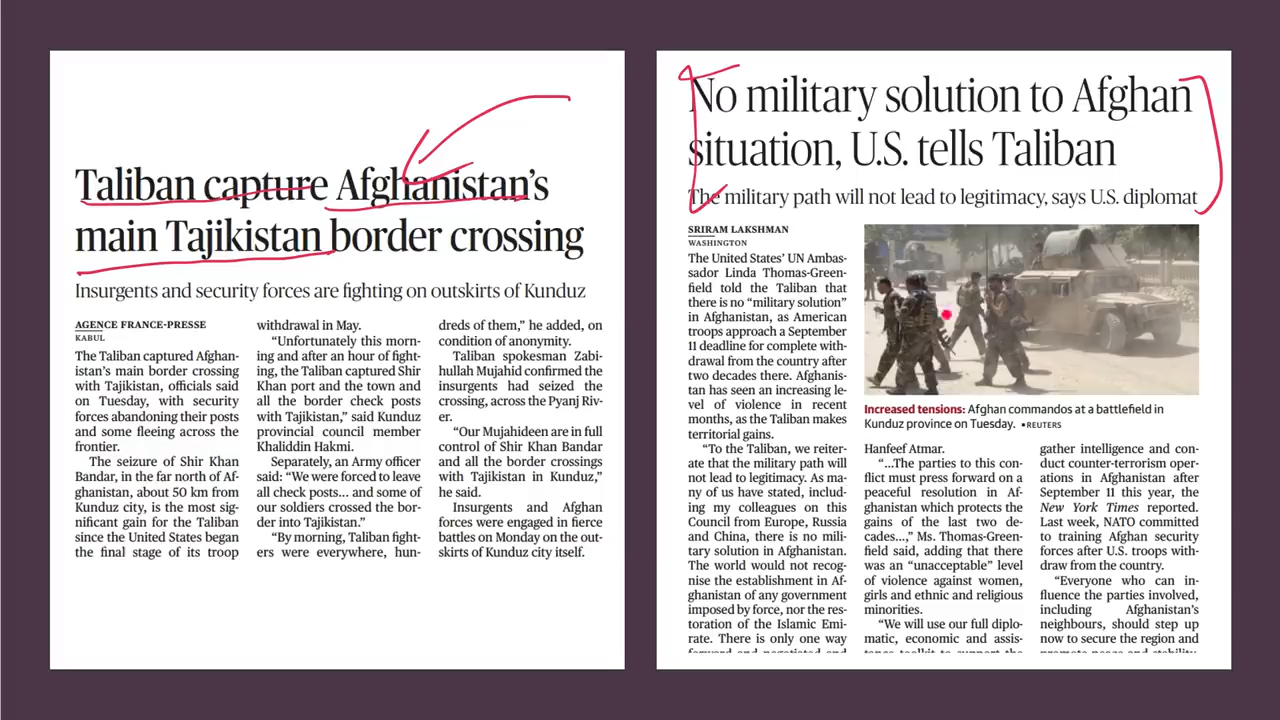 Taliban capture Afghanistan's
main Tajikistan border crossing
Insurgents and security forces are fighting on outskirts of Kunduz
AGENCE FRANCE-PRESSE
KABUL
The Taliban captured Afghan-
istan's main border crossing
with Tajikistan, officials said
on Tuesday, with security
forces abandoning their posts
and some fleeing across the
frontier.
The seizure of Shir Khan
Bandar, in the far north of Af-
ghanistan, about 50 km from
Kunduz city, is the most sig-
nificant gain for the Taliban
since the United States began
the final stage of its troop
withdrawal in May.
“Unfortunately this morn-
ing and after an hour of fight-
ing, the Taliban captured Shir
Khan port and the town and
all the border check posts
with Tajikistan,” said Kunduz
provincial council member
Khaliddin Hakmi.
Separately, an Army officer
said: “We were forced to leave
all check posts... and some of
our soldiers crossed the bor-
der into Tajikistan.”
“By morning, Taliban fight-
ers were everywhere, hun-
dreds of them,” he added, on
condition of anonymity.
Taliban spokesman Zabi-
hullah Mujahid confirmed the
insurgents had seized the
crossing, across the Pyanj Riv-
er.
“Our Mujahideen are in full
control of Shir Khan Bandar
and all the border crossings
with Tajikistan in Kunduz,”
he said.
Insurgents and Afghan
forces were engaged in fierce
battles on Monday on the out-
skirts of Kunduz city itself.
No military solution to Afghan
situation, U.S. tells Taliban
The military path will not lead to legitimacy, says U.S. diplomat
SRIRAM LAKSHMAN
WASHINGTON
The United States' UN Ambas-
sador Linda Thomas-Green-
field told the Taliban that
there is no “military solution”
in Afghanistan, as American
troops approach a September
11 deadline for complete with-
drawal from the country after
two decades there. Afghanis-
tan has seen an increasing le-
vel of violence in recent
months, as the Taliban makes
territorial gains.
“To the Taliban, we reiter-
ate that the military path will
not lead to legitimacy. As ma-
ny of us have stated, includ-
ing my colleagues on this
Council from Europe, Russia
and China, there is no mili-
tary solution in Afghanistan.
The world would not recog-
nise the establishment in Af-
ghanistan of any government
imposed by force, nor the res-
toration of the Islamic Emi-
rate. There is only one way
forward and negotiated and
Increased tensions: Afghan commandos at a battlefield in
Kunduz province on Tuesday. ▪REUTERS
Hanfeef Atmar.
“...The parties to this con-
flict must press forward on a
peaceful resolution in Af-
ghanistan which protects the
gains of the last two de-
cades...,” Ms. Thomas-Green-
field said, adding that there
was an “unacceptable” level
of violence against women,
girls and ethnic and religious
minorities.
“We will use our full diplo-
matic, economic and assis-
tance toolkit to support the
gather intelligence and con-
duct counter-terrorism oper-
ations in Afghanistan after
September 11 this year, the
New York Times reported.
Last week, NATO committed
to training Afghan security
forces after U.S. troops with-
draw from the country.
“Everyone who can in-
fluence the parties involved,
including Afghanistan's
neighbours, should step up
now to secure the region and
promote peace and stability.